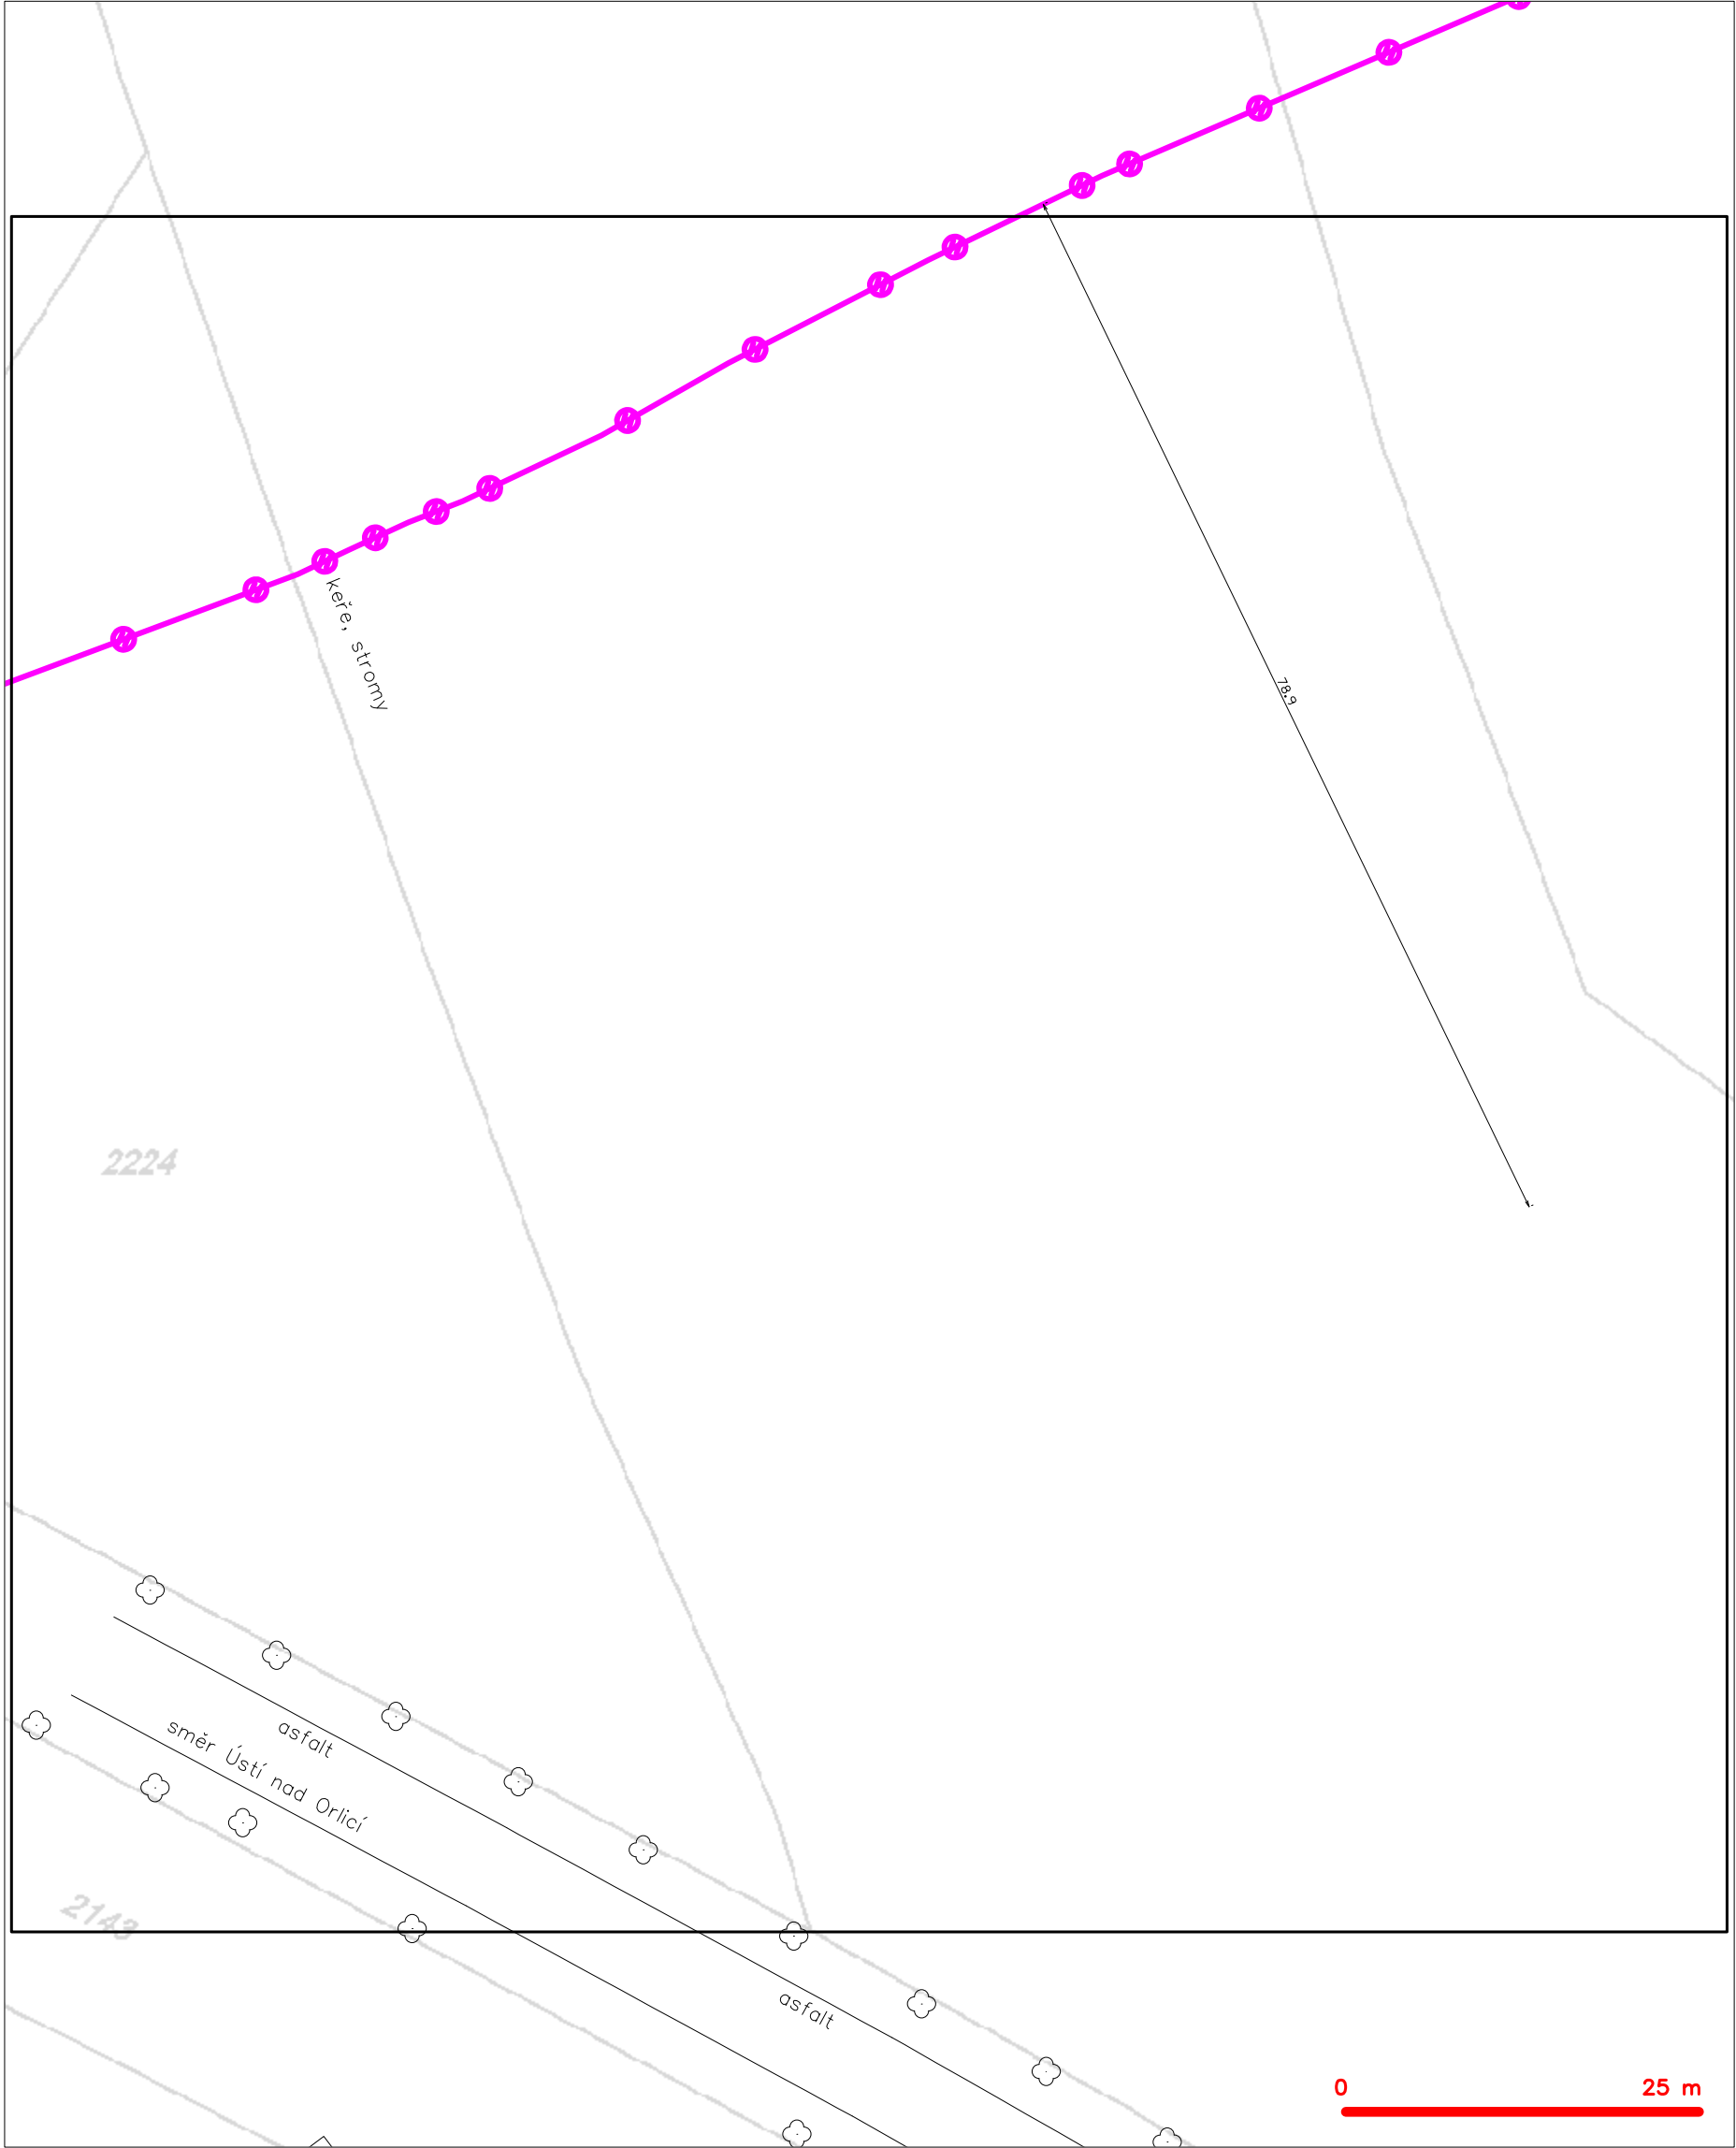 keře, stromy
78.9
2224
asfalt
směr Ústí nad Orlicí
2143
asfalt
0 25 m